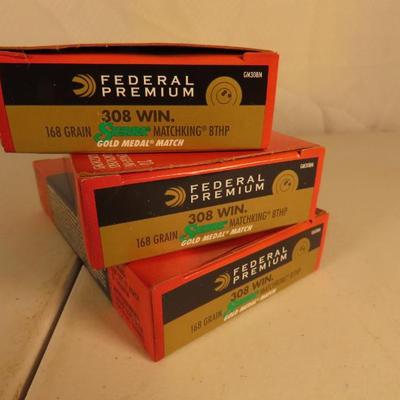 FEDERAL
PREMIUM
GM308M
308 WIN.
168 GRAIN Sierra MATCHKING® BTHP
GOLD MEDAL® MATCH
FEDERAL
PREMIUM
GM308M
308 WIN.
168 GRAIN Sierra MATCHKING® BTHP
GOLD MEDAL® MATCH
FEDERAL
PREMIUM
GM308M
308 WIN.
168 GRAIN Sierra MATCHKING® BTHP
GOLD MEDAL® MATCH